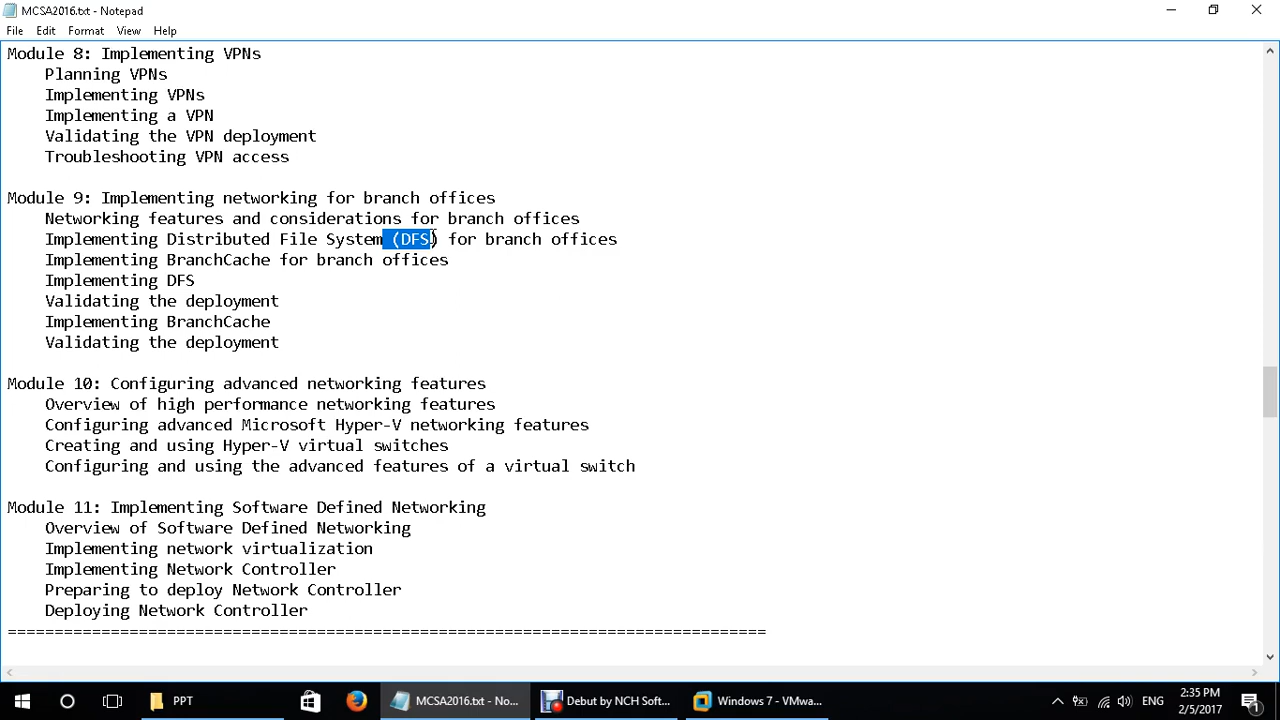 MCSA2016.txt - Notepad
File Edit Format View Help
Module 8: Implementing VPNs
Planning VPNs
Implementing VPNs
Implementing a VPN
Validating the VPN deployment
Troubleshooting VPN access
Module 9: Implementing networking for branch offices
Networking features and considerations for branch offices
Implementing Distributed File System (DFS) for branch offices
Implementing BranchCache for branch offices
Implementing DFS
Validating the deployment
Implementing BranchCache
Validating the deployment
Module 10: Configuring advanced networking features
Overview of high performance networking features
Configuring advanced Microsoft Hyper-V networking features
Creating and using Hyper-V virtual switches
Configuring and using the advanced features of a virtual switch
Module 11: Implementing Software Defined Networking
Overview of Software Defined Networking
Implementing network virtualization
Implementing Network Controller
Preparing to deploy Network Controller
Deploying Network Controller
==================================================================================
PPT MCSA2016.txt - No... Debut by NCH Soft... Windows 7 - VMwa... ENG 2:35 PM
2/5/2017 1